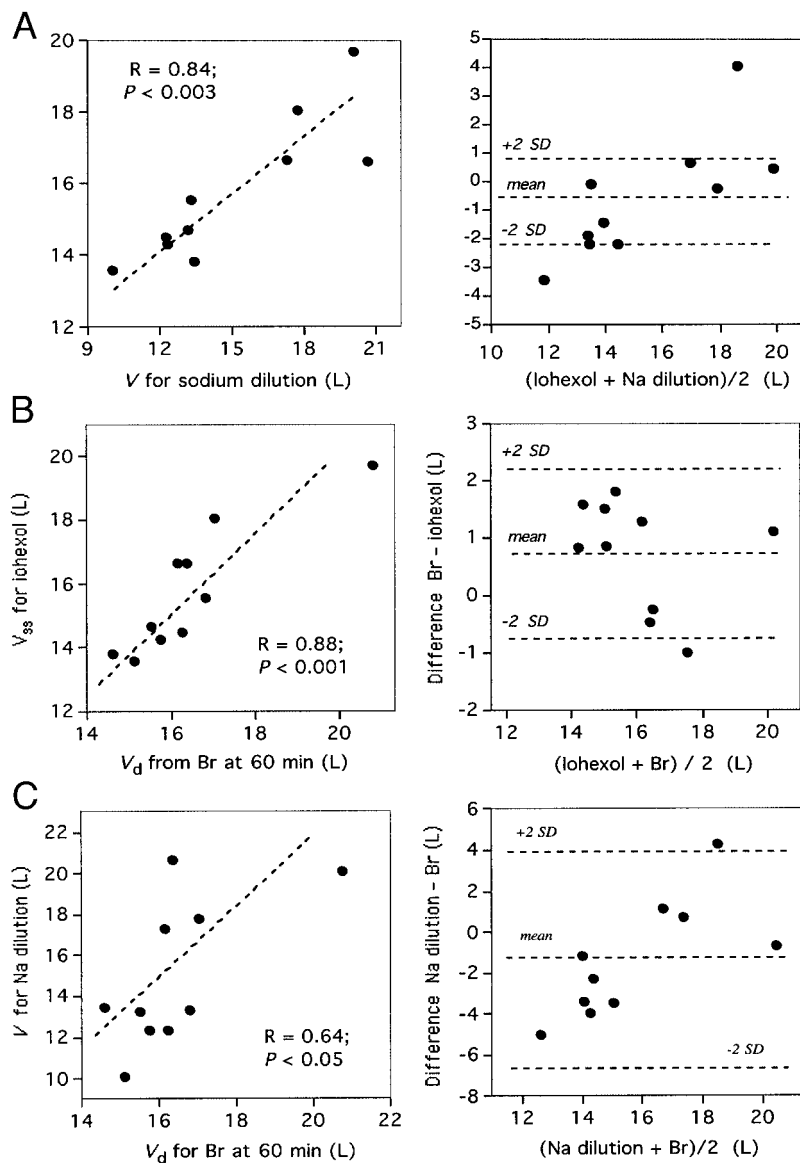 A
20
18
16
14
12
R = 0.84;
P < 0.003
9
12
15
18
21
V for sodium dilution (L)
5
4
3
2
1
0
-1
-2
-3
-4
-5
+2 SD
mean
-2 SD
10
12
14
16
18
20
(Iohexol + Na dilution)/2 (L)
B
Vss for iohexol (L)
20
18
16
14
12
R = 0.88;
P < 0.001
14
16
18
20
Vd from Br at 60 min (L)
Difference Br - iohexol (L)
3
2
1
0
-1
-2
+2 SD
mean
-2 SD
12
14
16
18
20
(Iohexol + Br) / 2 (L)
C
V for Na dilution (L)
22
20
18
16
14
12
10
R = 0.64;
P < 0.05
14
16
18
20
22
Vd for Br at 60 min (L)
Difference Na dilution - Br (L)
6
4
2
0
-2
-4
-6
-8
+2 SD
mean
-2 SD
12
14
16
18
20
(Na dilution + Br)/2 (L)